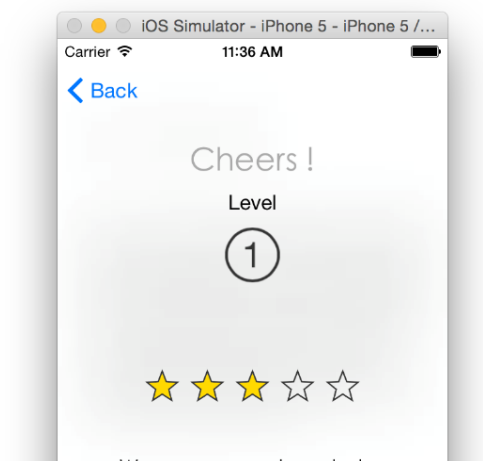 iOS Simulator - iPhone 5 - iPhone 5 /...
Carrier 11:36 AM
Back
Cheers !
Level
1